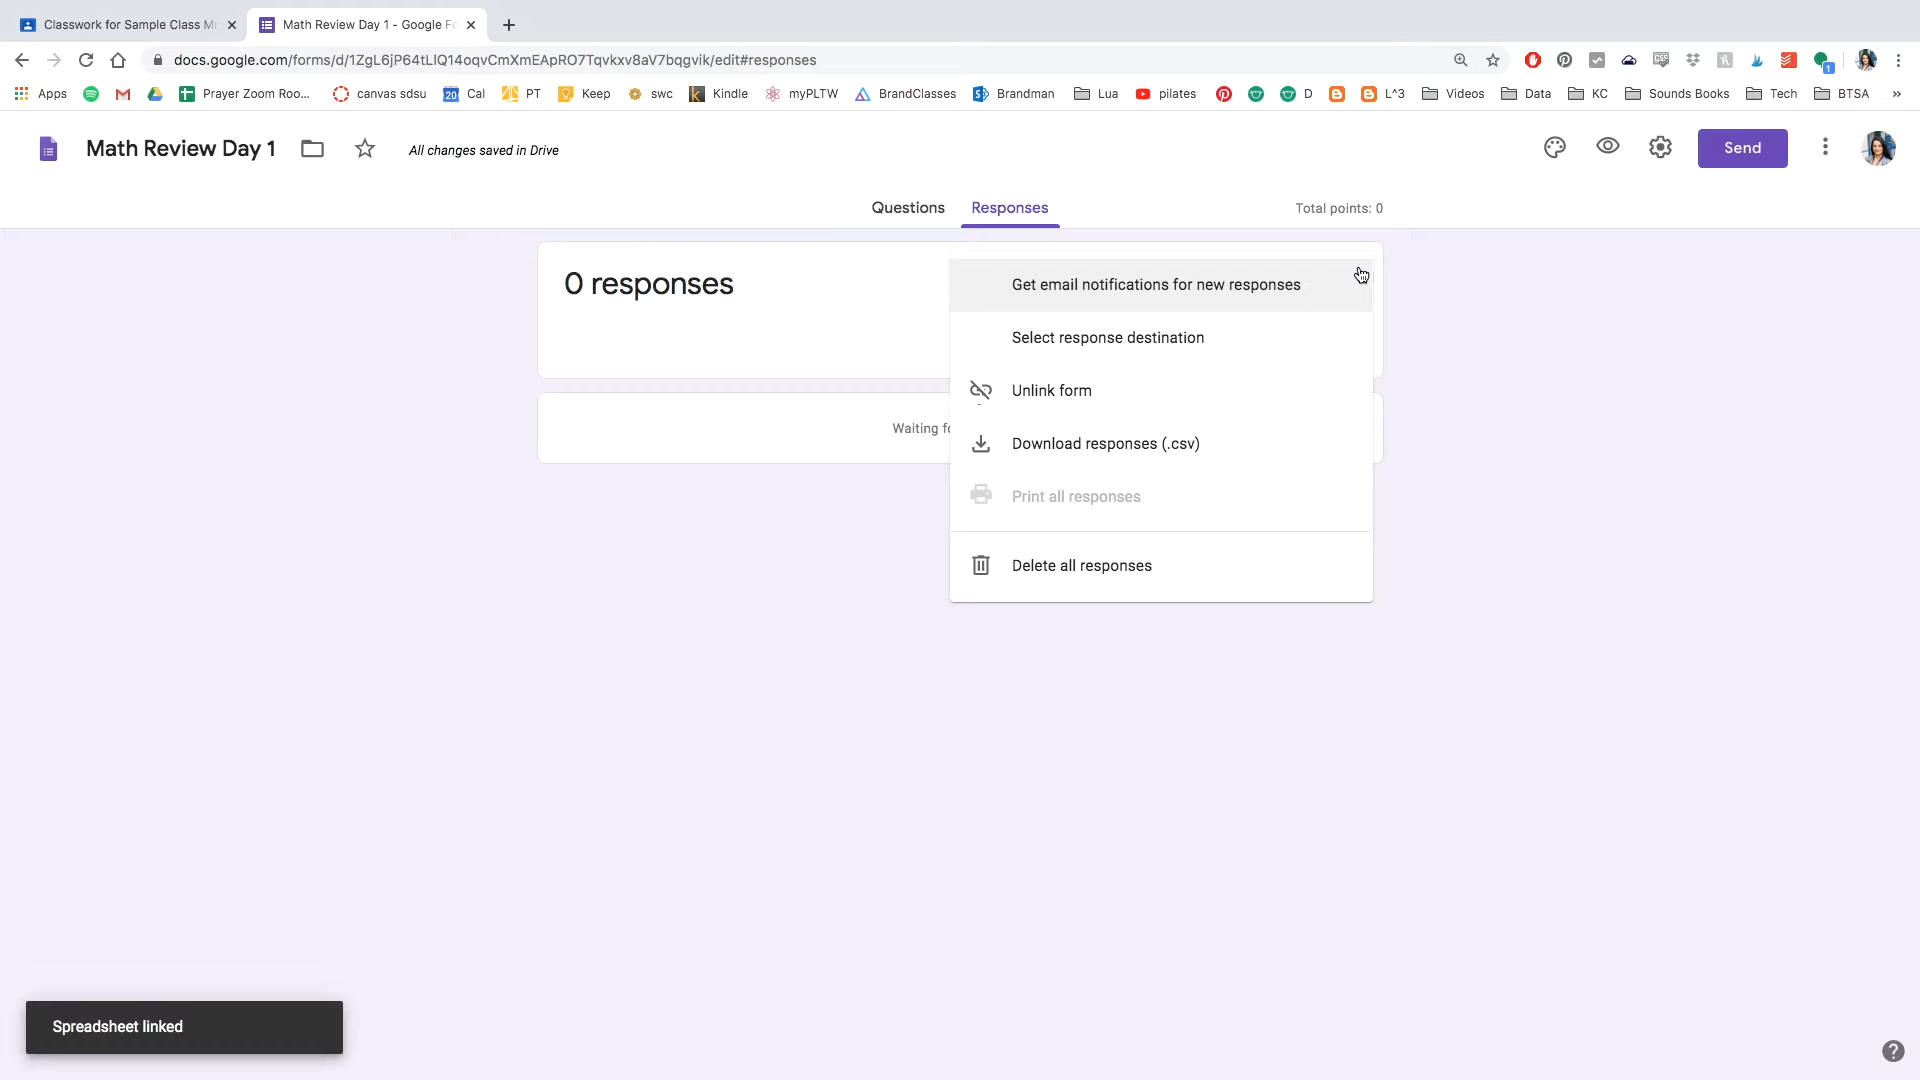 Classwork for Sample Class M
Math Review Day 1 - Google Fo
docs.google.com/forms/d/1ZgL6jP64tLIQ14oqvCmXmEApRO7Tqvkxv8aV7bqgvik/edit#responses
Apps
Prayer Zoom Roo...
canvas sdsu
20
Cal
PT
Keep
swc
Kindle
myPLTW
BrandClasses
Brandman
Lua
pilates
D
L^3
Videos
Data
KC
Sounds Books
Tech
BTSA
»
Math Review Day 1
All changes saved in Drive
Send
Questions
Responses
Total points: 0
0 responses
Get email notifications for new responses
Select response destination
Unlink form
Waiting fo
Download responses (.csv)
Print all responses
Delete all responses
Spreadsheet linked